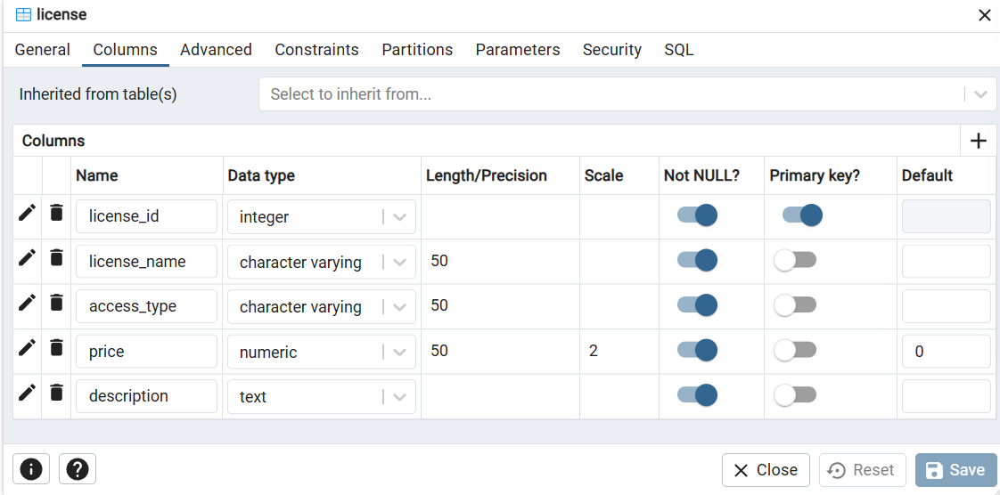 license
General Columns Advanced Constraints Partitions Parameters Security SQL
Inherited from table(s) Select to inherit from...
Columns
Name Data type Length/Precision Scale Not NULL? Primary key? Default
license_id integer
license_name character varying 50
access_type character varying 50
price numeric 50 2 0
description text
Close Reset Save